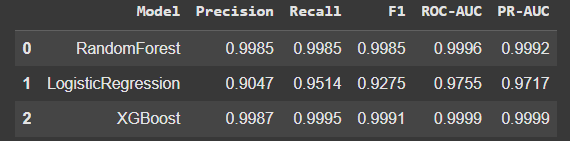 Model Precision Recall F1 ROC-AUC PR-AUC
0 RandomForest 0.9985 0.9985 0.9985 0.9996 0.9992
1 LogisticRegression 0.9047 0.9514 0.9275 0.9755 0.9717
2 XGBoost 0.9987 0.9995 0.9991 0.9999 0.9999